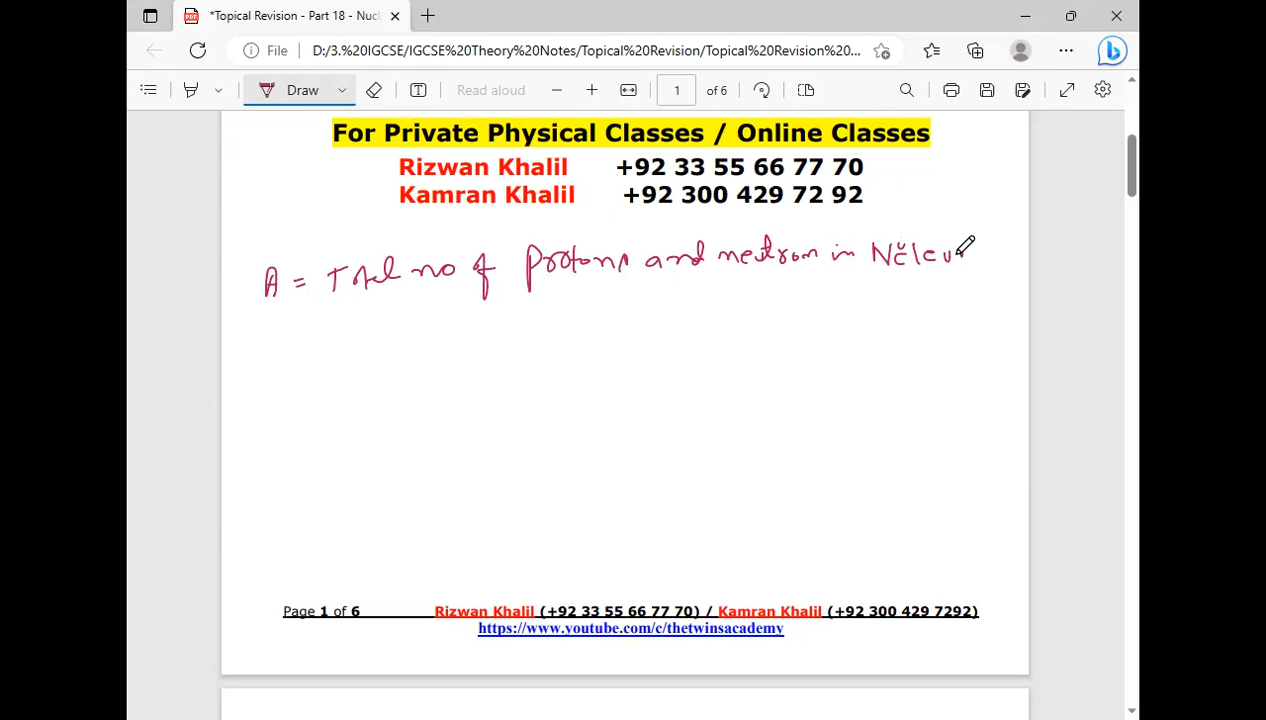 *Topical Revision - Part 18 - Nucl
File D:/3.%20IGCSE/IGCSE%20Theory%20Notes/Topical%20Revision/Topical%20Revision%20...
Draw Read aloud 1 of 6
For Private Physical Classes / Online Classes
Rizwan Khalil +92 33 55 66 77 70
Kamran Khalil +92 300 429 72 92
A = Total no of Protons and neutron in Nucleu
Page 1 of 6 Rizwan Khalil (+92 33 55 66 77 70) / Kamran Khalil (+92 300 429 7292)
https://www.youtube.com/c/thetwinsacademy